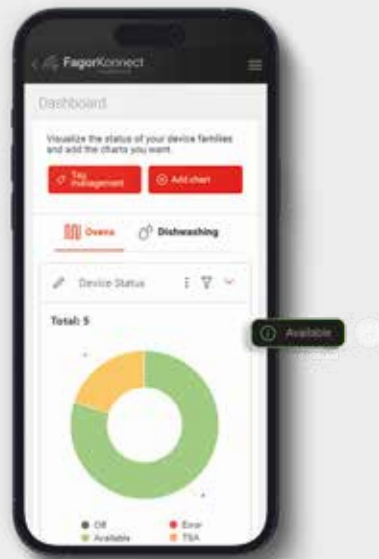 FagorKonnect
Dashboard
Visualize the status of your device families
and add the charts you want.
Tag
management
Add chart
Ovens
Dishwashing
Device Status
Total: 5
Available
Off
Error
Available
TSA